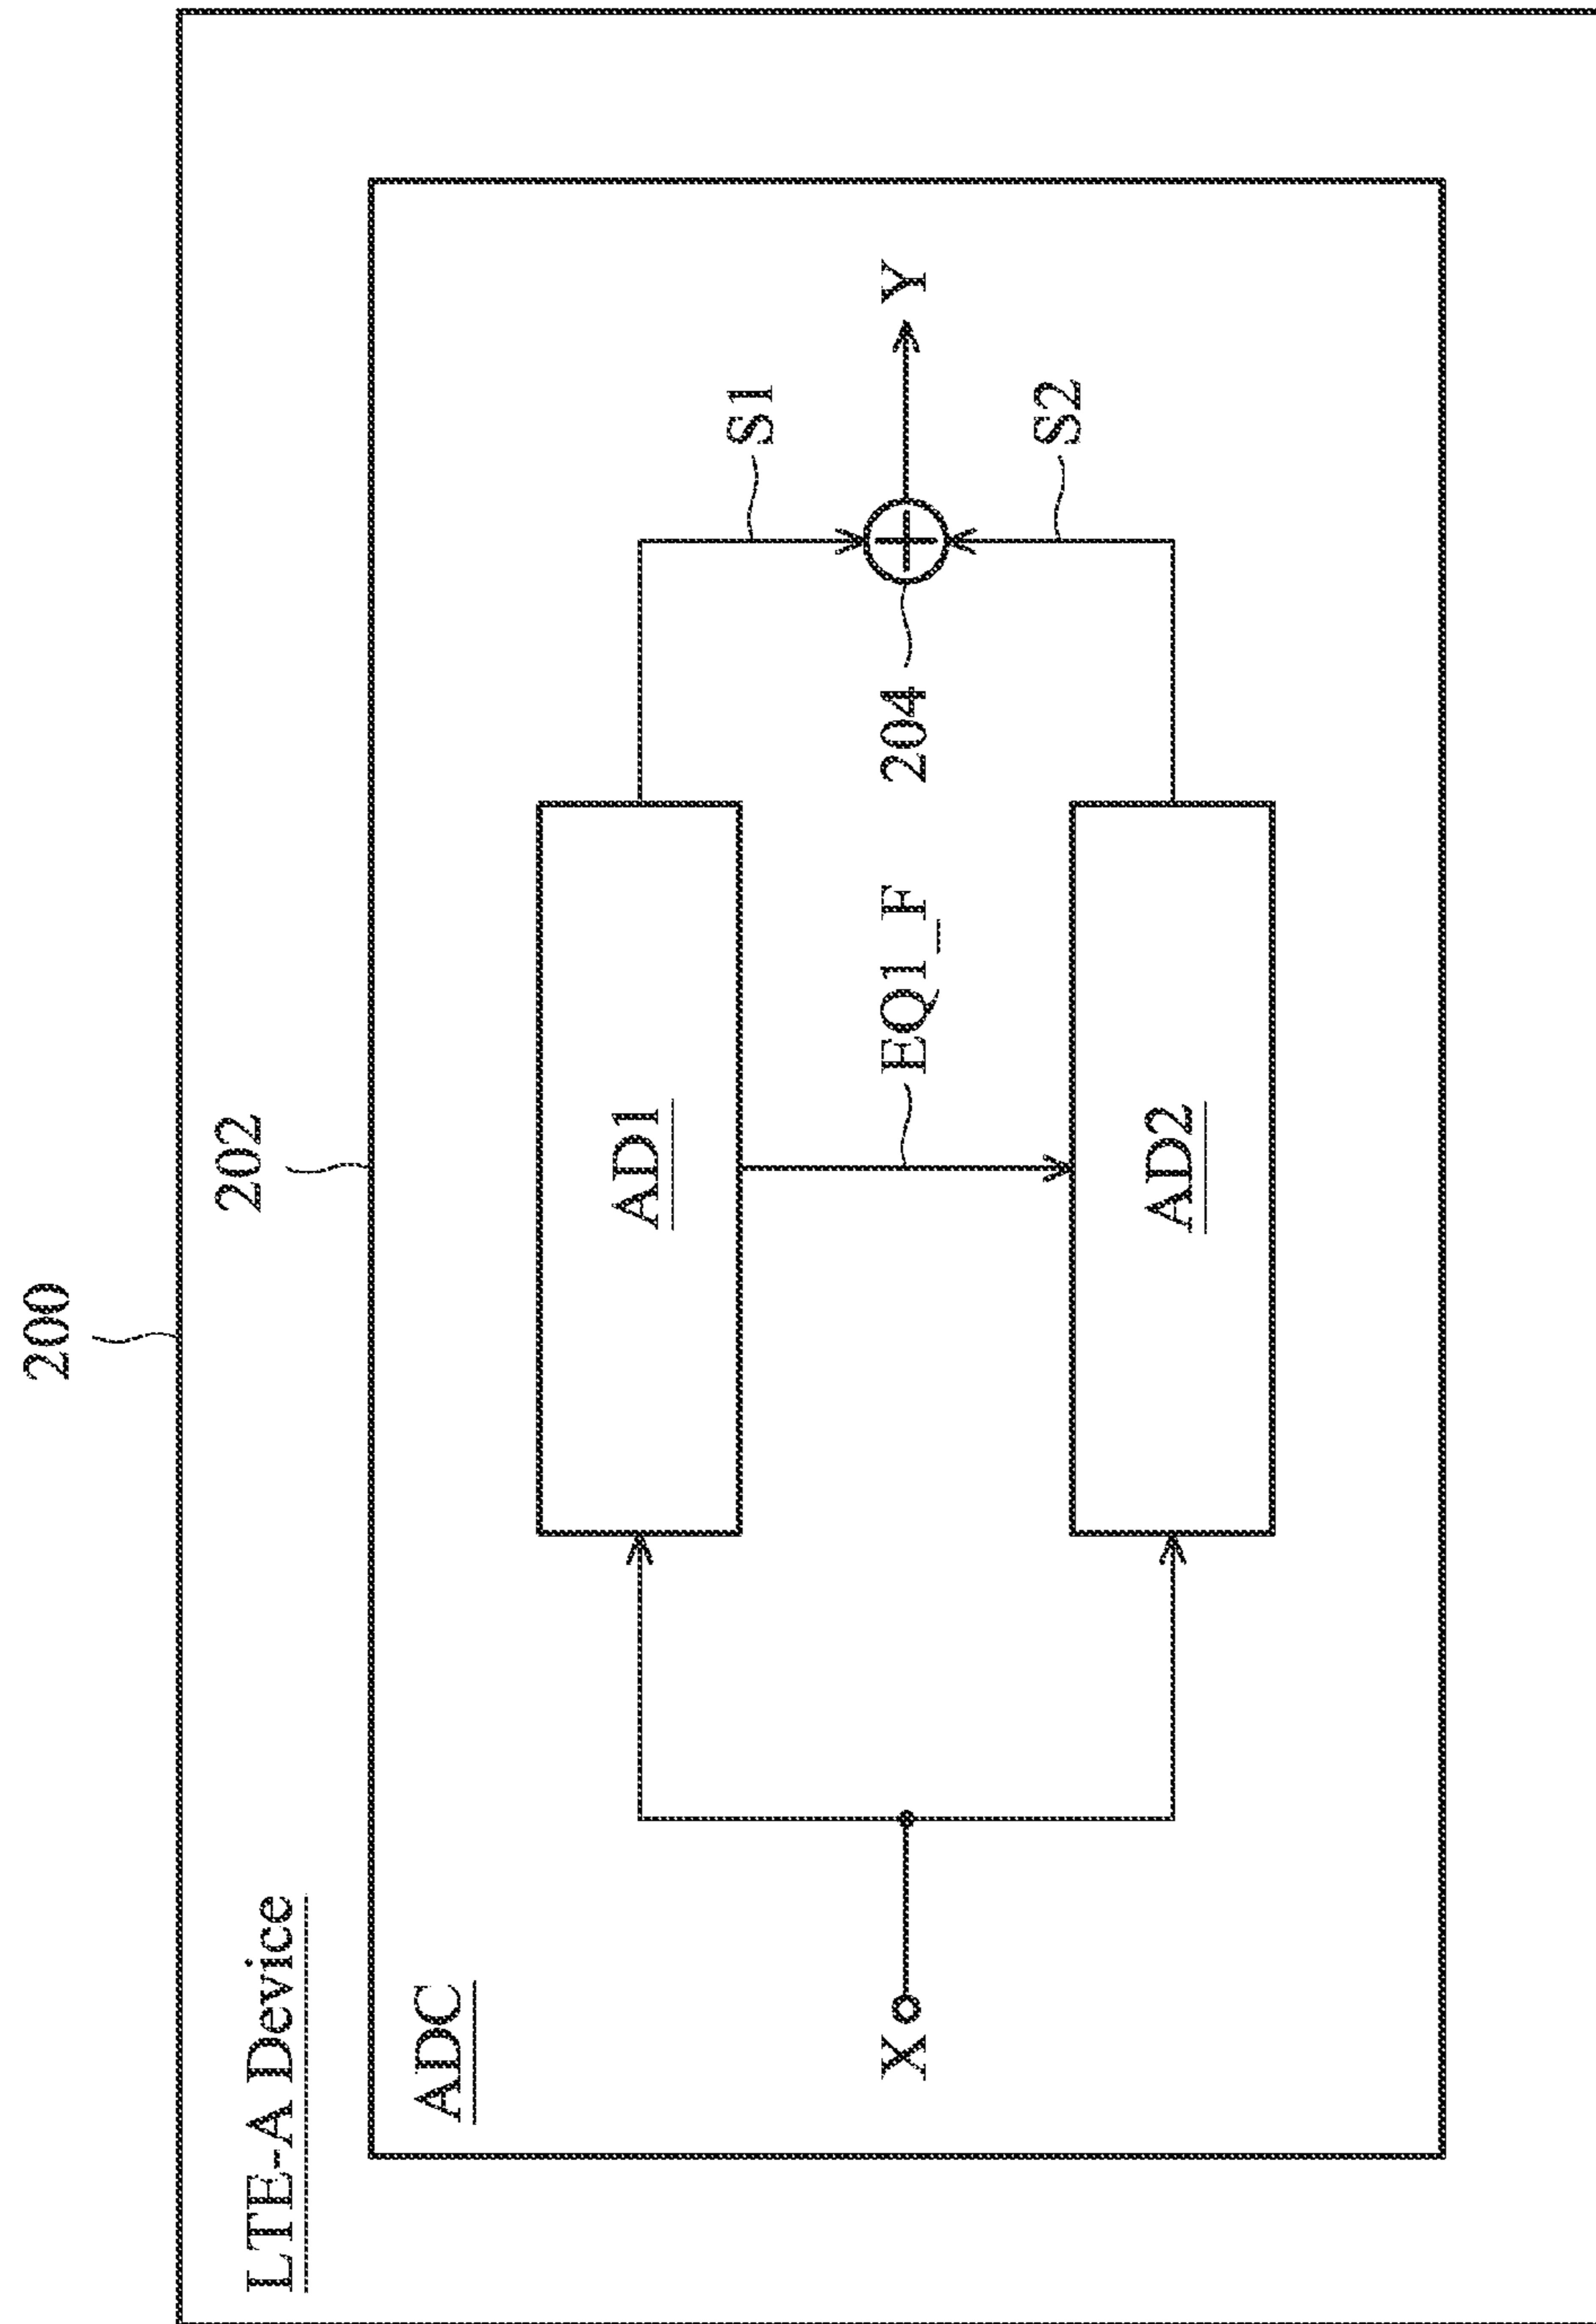 200
LTE-A Device
202
ADC
AD1
S1
X
EQ1_F
204
Y
AD2
S2